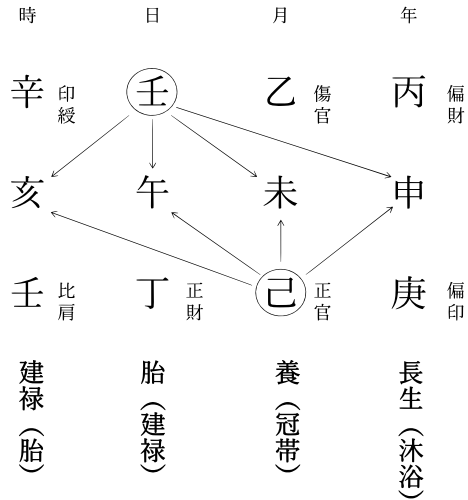 時 日 月 年
辛 印綬 壬 乙 傷官 丙 偏財
亥 午 未 申
壬 比肩 丁 正財 己 正官 庚 偏印
建禄（胎） 胎（建禄） 養（冠帯） 長生（沐浴）